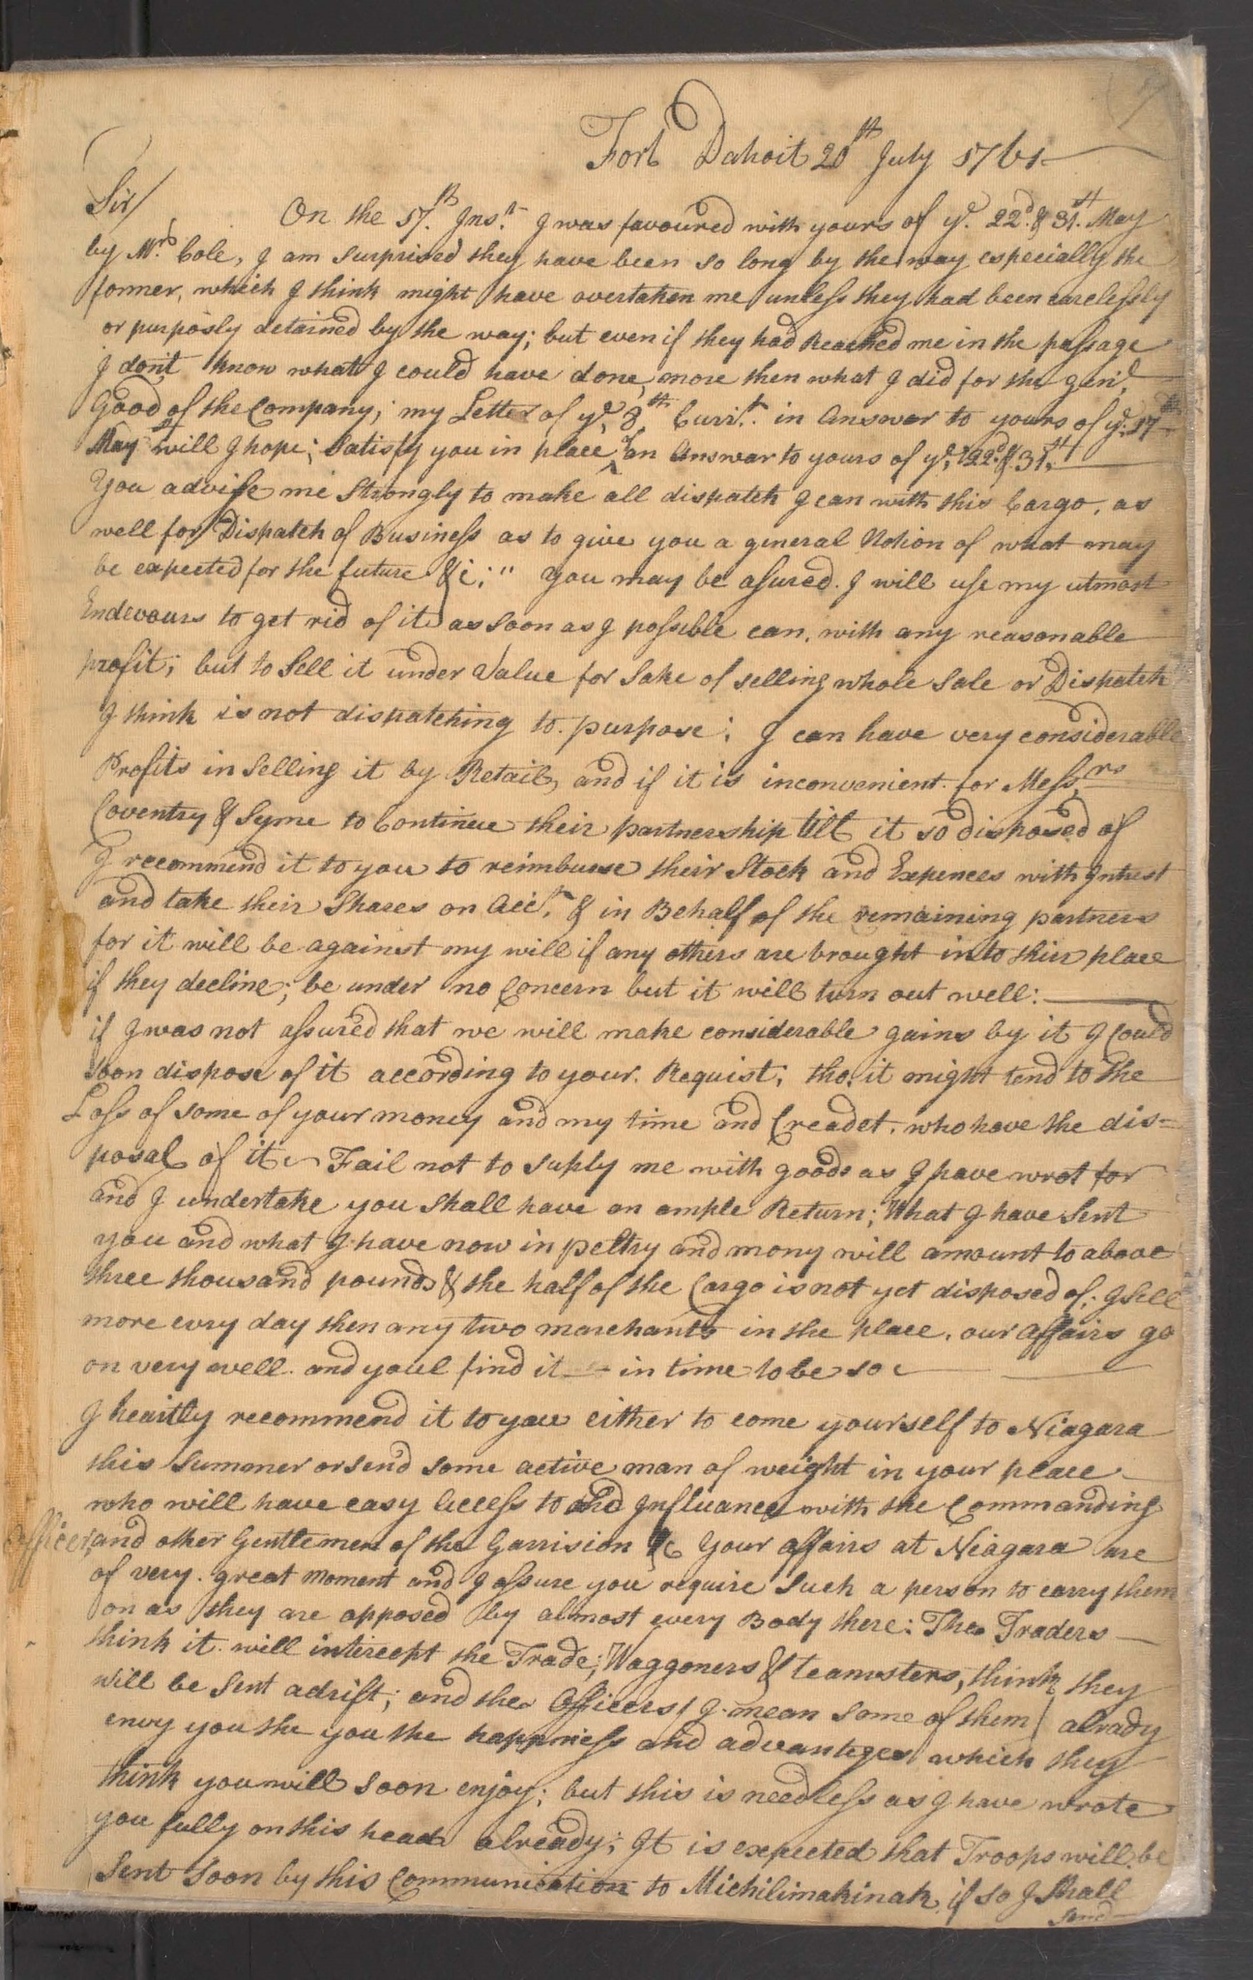 Fort Dahoit 20th July 1761
Sir/ On the 17th Inst. I was favoured with yours of ye. 22d. & 31st. May
by Mrs Cole, I am Surprised they have been so long by the way especially the
former, which I think might have overtaken me unless they had been carelessly
or purposly detained by the way; but even if they had Reached me in the passage
I dont know what I could have done more then what I did for the genl.
Good of the Company; my Letter of ye. 8th Currt. in Answar to yours of ye. 17th
May will I hope; Satisfy you in place of an Answar to yours of ye. 22d. & 31st.
You advise me Strongly to make all dispatch I can with this Cargo, as
well for Dispatch of Business as to give you a general Notion of what may
be expected for the future &c; " you may be assured I will use my utmost
Endevours to get rid of it as soon as I possible can, with any reasonable
profit; but to Sell it under Value for Sake of selling whole Sale or Dispatch
I think is not dispatching to purpose; I can have very considerable
Profits in Selling it by Retail, and if it is inconvenient for Messrs
Coventry & Syme to Continue their partnership till it so disposed of
I recommend it to you to reimburse their Stock and Expences with Intrest
and take their Shares on Acct. & in Behalf of the remaining partners
for it will be against my will if any others are brought in to thier place
if they decline; be under no Concern but it will turn out well:
if I was not assured that we will make considerable gains by it I Could
soon dispose of it according to your Requist; tho. it might tend to the
Loss of some of your money and my time and Creadet, who have the dis=
posal of it Fail not to suply me with goods as I have wrot for
and I undertake you Shall have an ample Return; What I have Sent
you and what I have now in peltry and mony will amount to above
three thousand pounds & the half of the Cargo is not yet disposed of; I Sell
more evry day then any two marchants in the place, our Affairs go
on very well and youl find it in time to be so
I heartly recommend it to you either to come yourself to Niagara
this Summer or send some active man of weight in your place
who will have easy Access to and Influance with the Commanding
Officer, and other Gentlemen of the Garrision &c Your affairs at Niagara are
of very great moment and I assure you require Such a person to carry them
on as they are opposed by almost every Body there: The Traders
think it will intercept the Trade; Waggoners & teamsters, think they
will be Sent adrift; and the Officers ( I mean Some of them ) alrady
envy you the you the happiness and advantages which they
think you will Soon enjoy; but this is needless as I have wrote
you fully on this head already; It is expected that Troops will be
Sent Soon by this Communication to Michilimakinak, if so I Shall
send